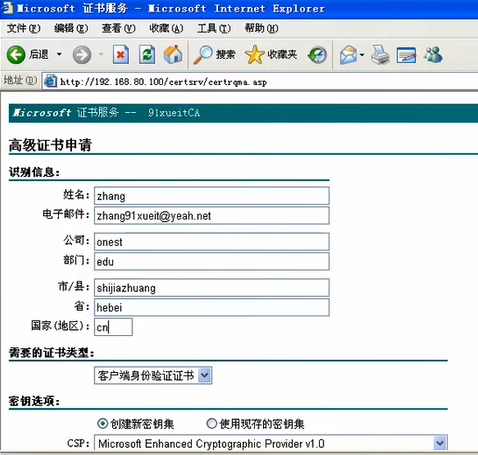 Microsoft 证书服务 - Microsoft Internet Explorer
文件(F) 编辑(E) 查看(V) 收藏(A) 工具(T) 帮助(H)
后退 搜索 收藏夹
地址(D) http://192.168.80.100/certsrv/certrqma.asp
Microsoft 证书服务 -- 91xueitCA
高级证书申请
识别信息:
姓名: zhang
电子邮件: zhang91xueit@yeah.net
公司: onest
部门: edu
市/县: shijiazhuang
省: hebei
国家(地区): cn
需要的证书类型:
客户端身份验证证书
密钥选项:
创建新密钥集 使用现存的密钥集
CSP: Microsoft Enhanced Cryptographic Provider v1.0